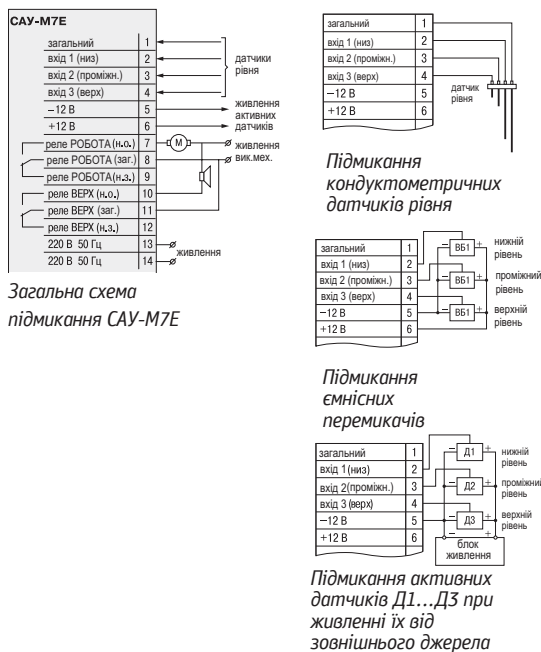 САУ-М7Е
загальний 1
вхід 1 (низ) 2
вхід 2 (проміжн.) 3
вхід 3 (верх) 4
−12 В 5
+12 В 6
реле РОБОТА (н.о.) 7
реле РОБОТА (заг.) 8
реле РОБОТА (н.з.) 9
реле ВЕРХ (н.о.) 10
реле ВЕРХ (заг.) 11
реле ВЕРХ (н.з.) 12
220 В 50 Гц 13
220 В 50 Гц 14
датчики
рівня
живлення
активних
датчиків
М
живлення
вик.мех.
живлення
Загальна схема
підмикання САУ-М7Е
загальний 1
вхід 1 (низ) 2
вхід 2 (проміжн.) 3
вхід 3 (верх) 4
−12 В 5
+12 В 6
датчик
рівня
Підмикання
кондуктометричних
датчиків рівня
загальний 1
вхід 1 (низ) 2
вхід 2 (проміжн.) 3
вхід 3 (верх) 4
−12 В 5
+12 В 6
− ВБ1 +
нижній
рівень
− ВБ1 +
проміжний
рівень
− ВБ1 +
верхній
рівень
Підмикання
ємнісних
перемикачів
загальний 1
вхід 1(низ) 2
вхід 2(проміжн.) 3
вхід 3 (верх) 4
−12 В 5
+12 В 6
− Д1 +
нижній
рівень
− Д2 +
проміжний
рівень
− Д3 +
верхній
рівень
− +
блок
живлення
Підмикання активних
датчиків Д1...Д3 при
живленні їх від
зовнішнього джерела